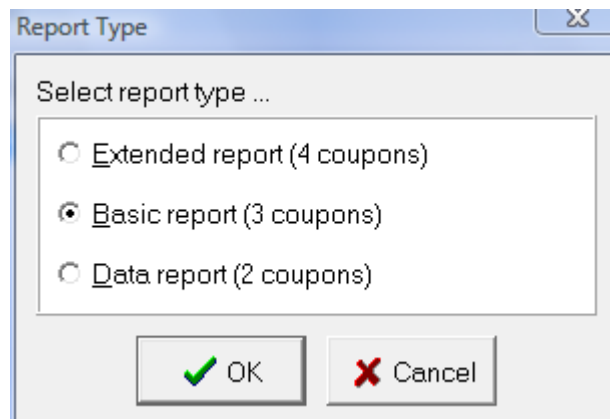 Report Type
Select report type ...
Extended report (4 coupons)
Basic report (3 coupons)
Data report (2 coupons)
OK
Cancel